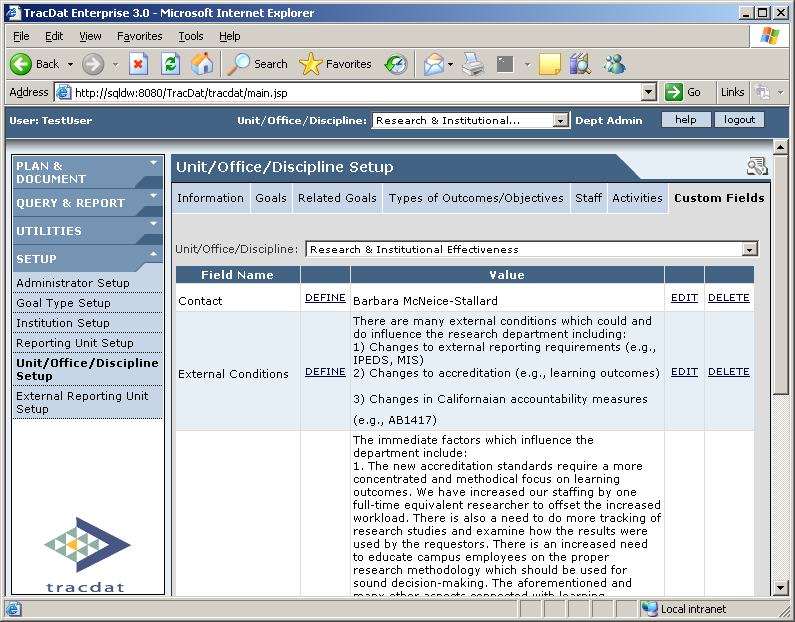 TracDat Enterprise 3.0 - Microsoft Internet Explorer
File Edit View Favorites Tools Help
Back Search Favorites
Address http://sqldw:8080/TracDat/tracdat/main.jsp Go Links
User: TestUser Unit/Office/Discipline: Research & Institutional... Dept Admin help logout
PLAN &
DOCUMENT
QUERY & REPORT
UTILITIES
SETUP
Administrator Setup
Goal Type Setup
Institution Setup
Reporting Unit Setup
Unit/Office/Discipline
Setup
External Reporting Unit
Setup
tracdat
Unit/Office/Discipline Setup
Information Goals Related Goals Types of Outcomes/Objectives Staff Activities Custom Fields
Unit/Office/Discipline: Research & Institutional Effectiveness
Field Name Value
Contact DEFINE Barbara McNeice-Stallard EDIT DELETE
There are many external conditions which could and
do influence the research department including:
1) Changes to external reporting requirements (e.g.,
IPEDS, MIS)
External Conditions DEFINE 2) Changes to accreditation (e.g., learning outcomes) EDIT DELETE
3) Changes in Califoraian accountability measures
(e.g., AB1417)
The immediate factors which influence the
department include:
1. The new accreditation standards require a more
concentrated and methodical focus on learning
outcomes. We have increased our staffing by one
full-time equivalent researcher to offset the increased
workload. There is also a need to do more tracking of
research studies and examine how the results were
used by the requestors. There is an increased need
to educate campus employees on the proper
research methodology which should be used for
sound decision-making. The aforementioned and
many other aspects connected with learning
Local intranet